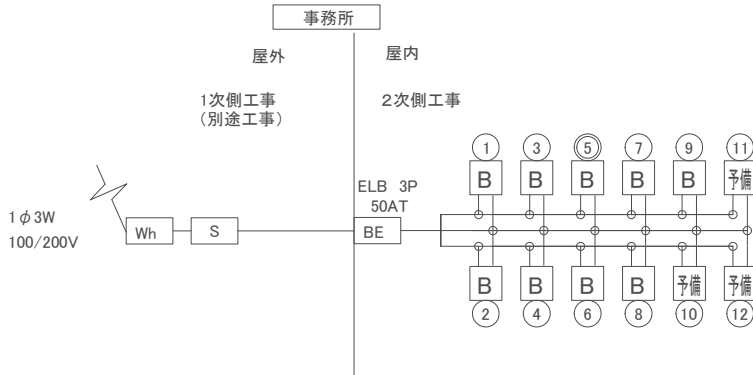 事務所
屋外
屋内
1次側工事
(別途工事)
2次側工事
① ③ ⑤ ⑦ ⑨ ⑪
B B B B B 予備
ELB 3P
50AT
1φ3W
100/200V
Wh
S
BE
B B B B 予備 予備
② ④ ⑥ ⑧ ⑩ ⑫